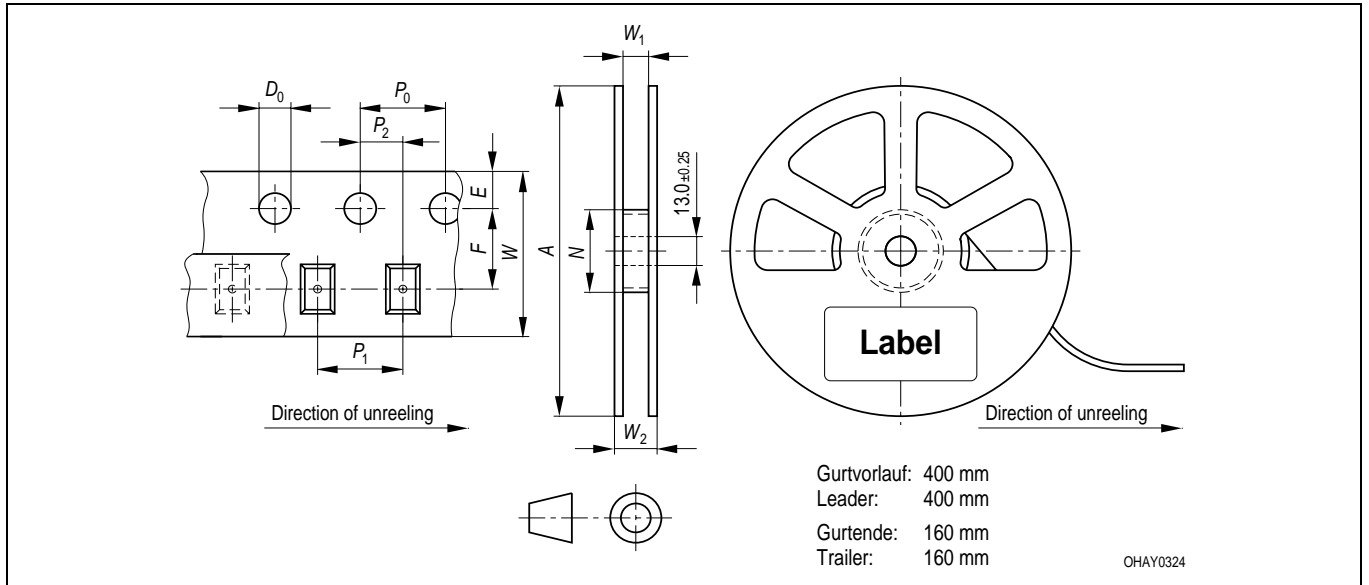 W1
D0
P0
P2
E
F
W
A
N
13.0±0.25
P1
W2
Label
Direction of unreeling
Direction of unreeling
Gurtvorlauf: 400 mm
Leader: 400 mm
Gurtende: 160 mm
Trailer: 160 mm
OHAY0324